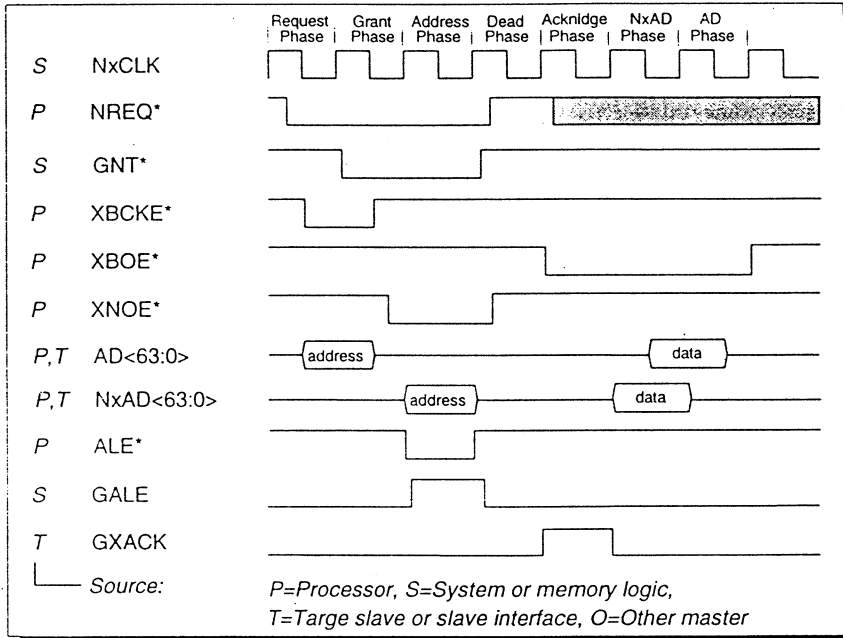 Request Grant Address Dead Acknldge NxAD AD
Phase Phase Phase Phase Phase Phase Phase
S NxCLK
P NREQ*
S GNT*
P XBCKE*
P XBOE*
P XNOE*
P,T AD<63:0> address data
P,T NxAD<63:0> address data
P ALE*
S GALE
T GXACK
Source: P=Processor, S=System or memory logic,
T=Targe slave or slave interface, O=Other master